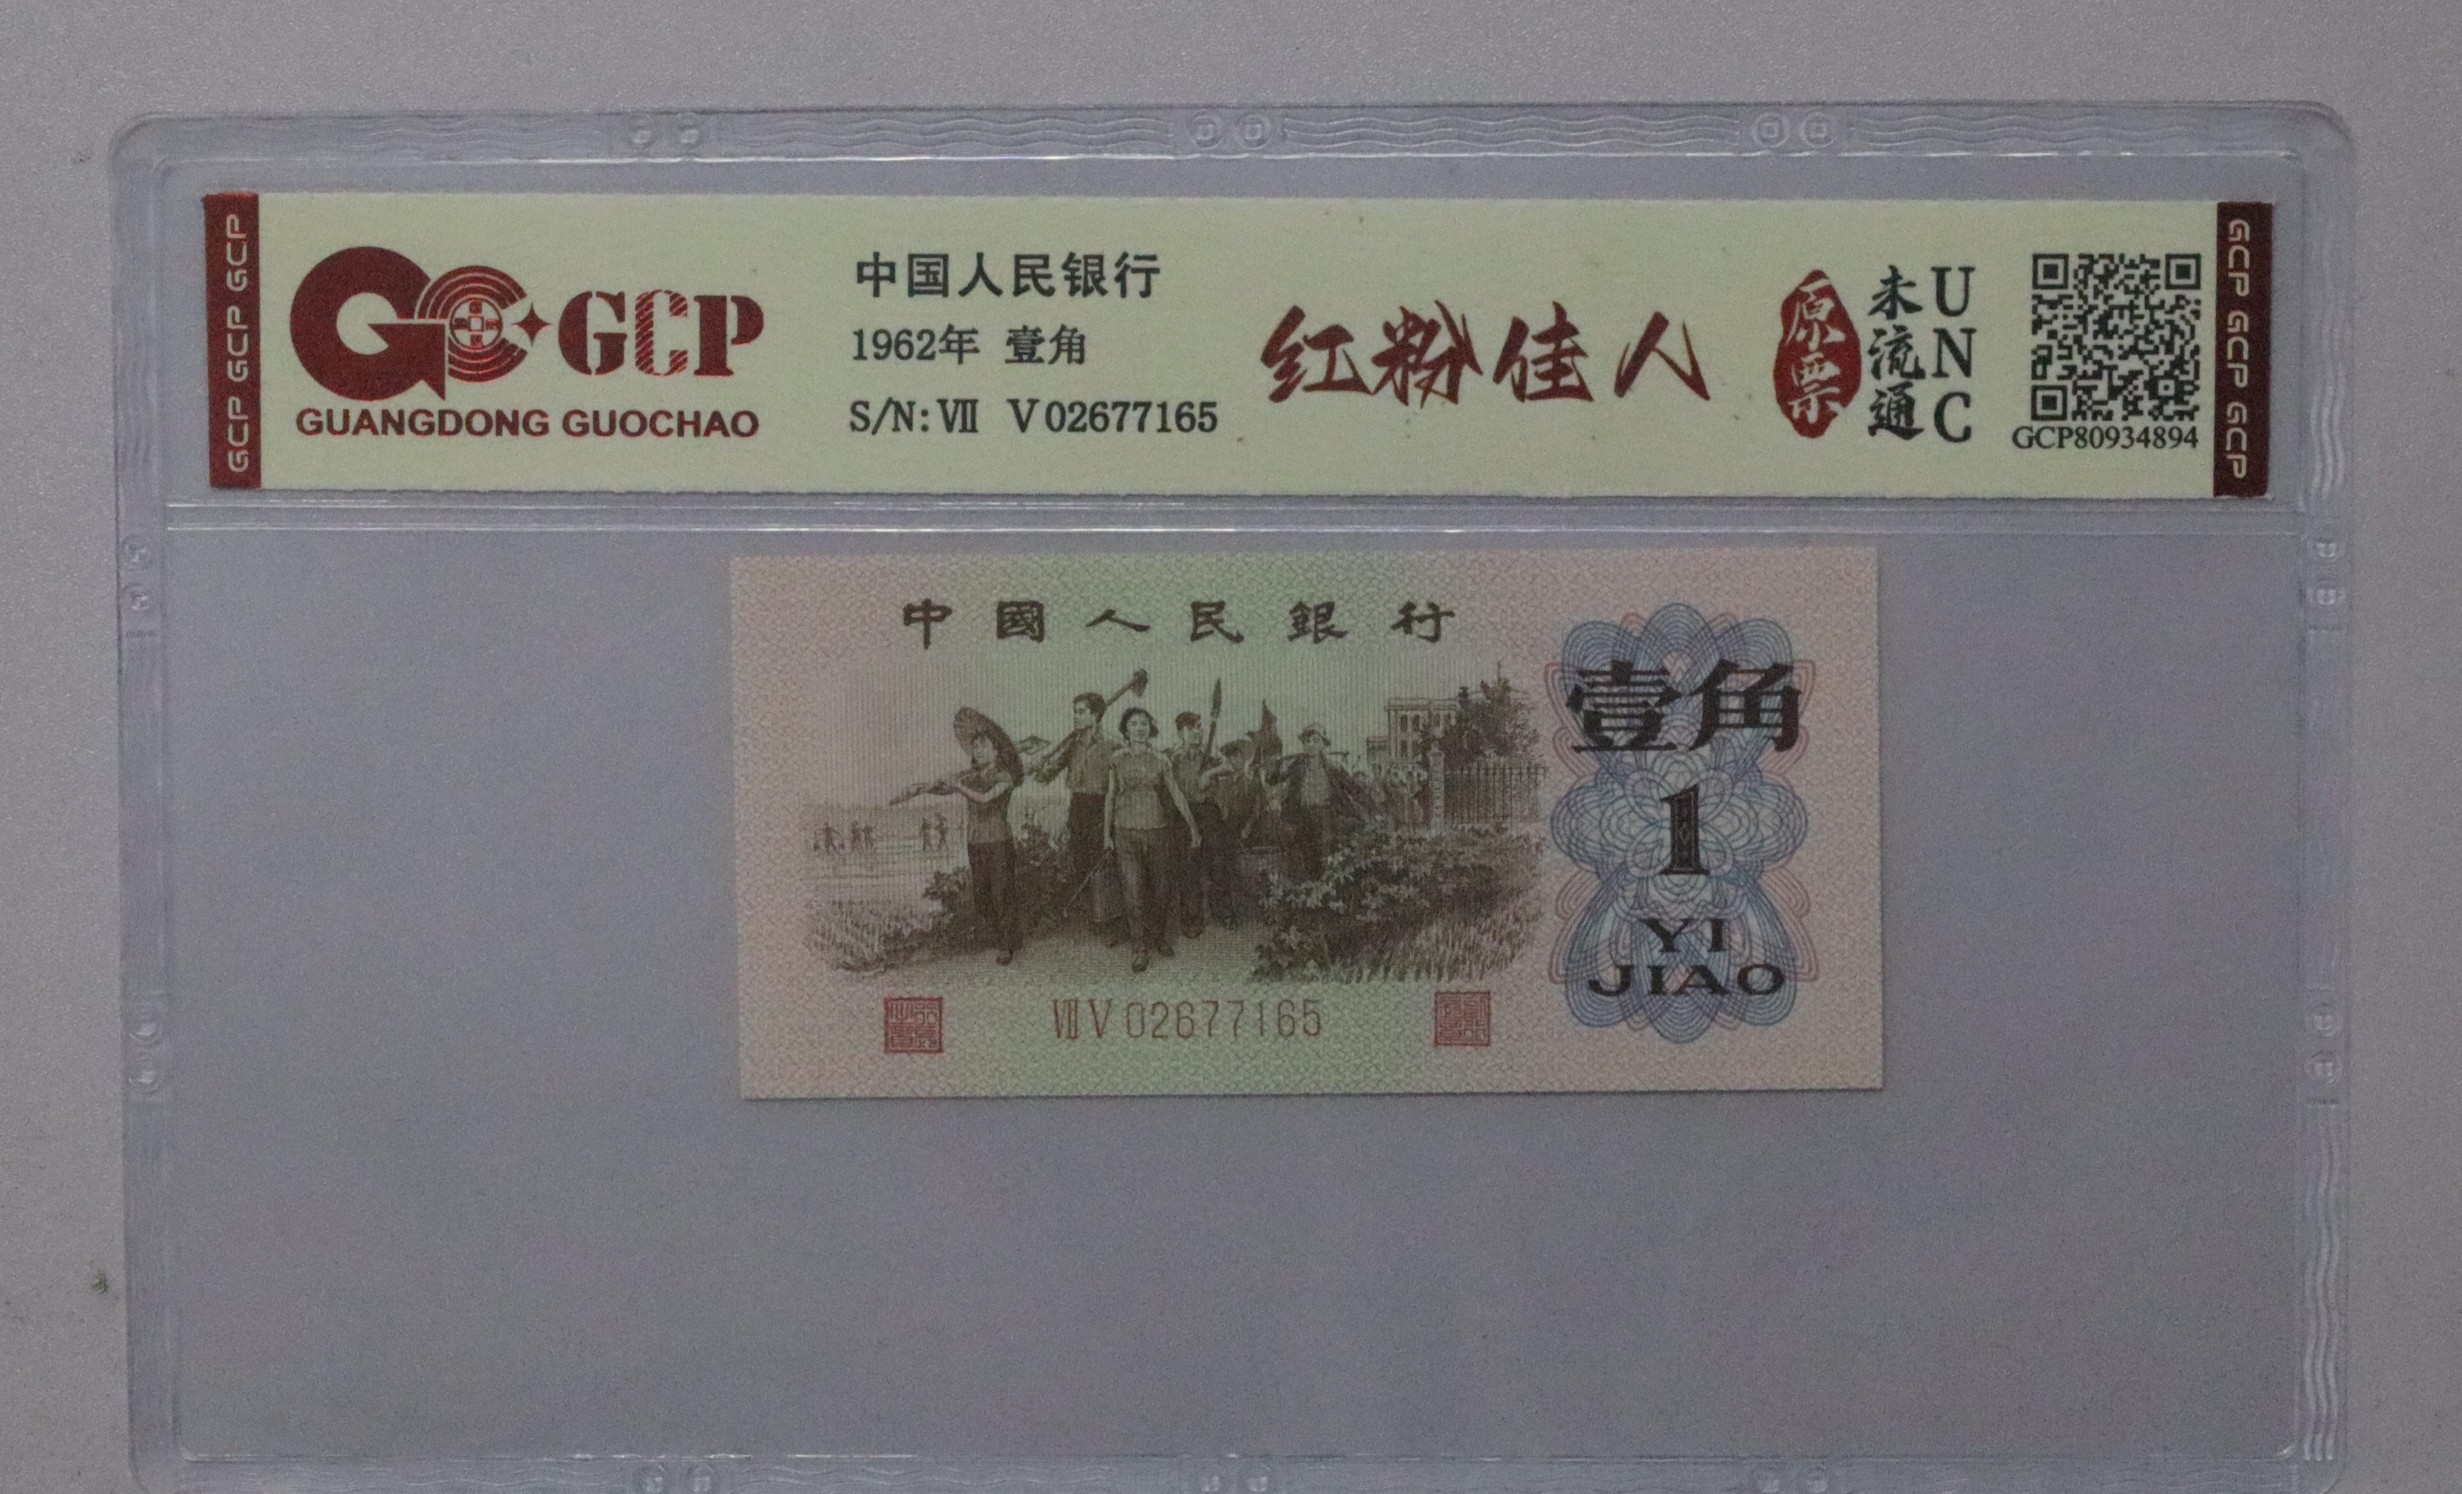 GCP GCP GCP
GCP
GUANGDONG GUOCHAO
中国人民银行
1962年 壹角
S/N: Ⅶ Ⅴ 02677165
红粉佳人
原票
未流通
UNC
GCP80934894
GCP GCP GCP
中國人民銀行
壹角
1
YI
JIAO
ⅦⅤ02677165